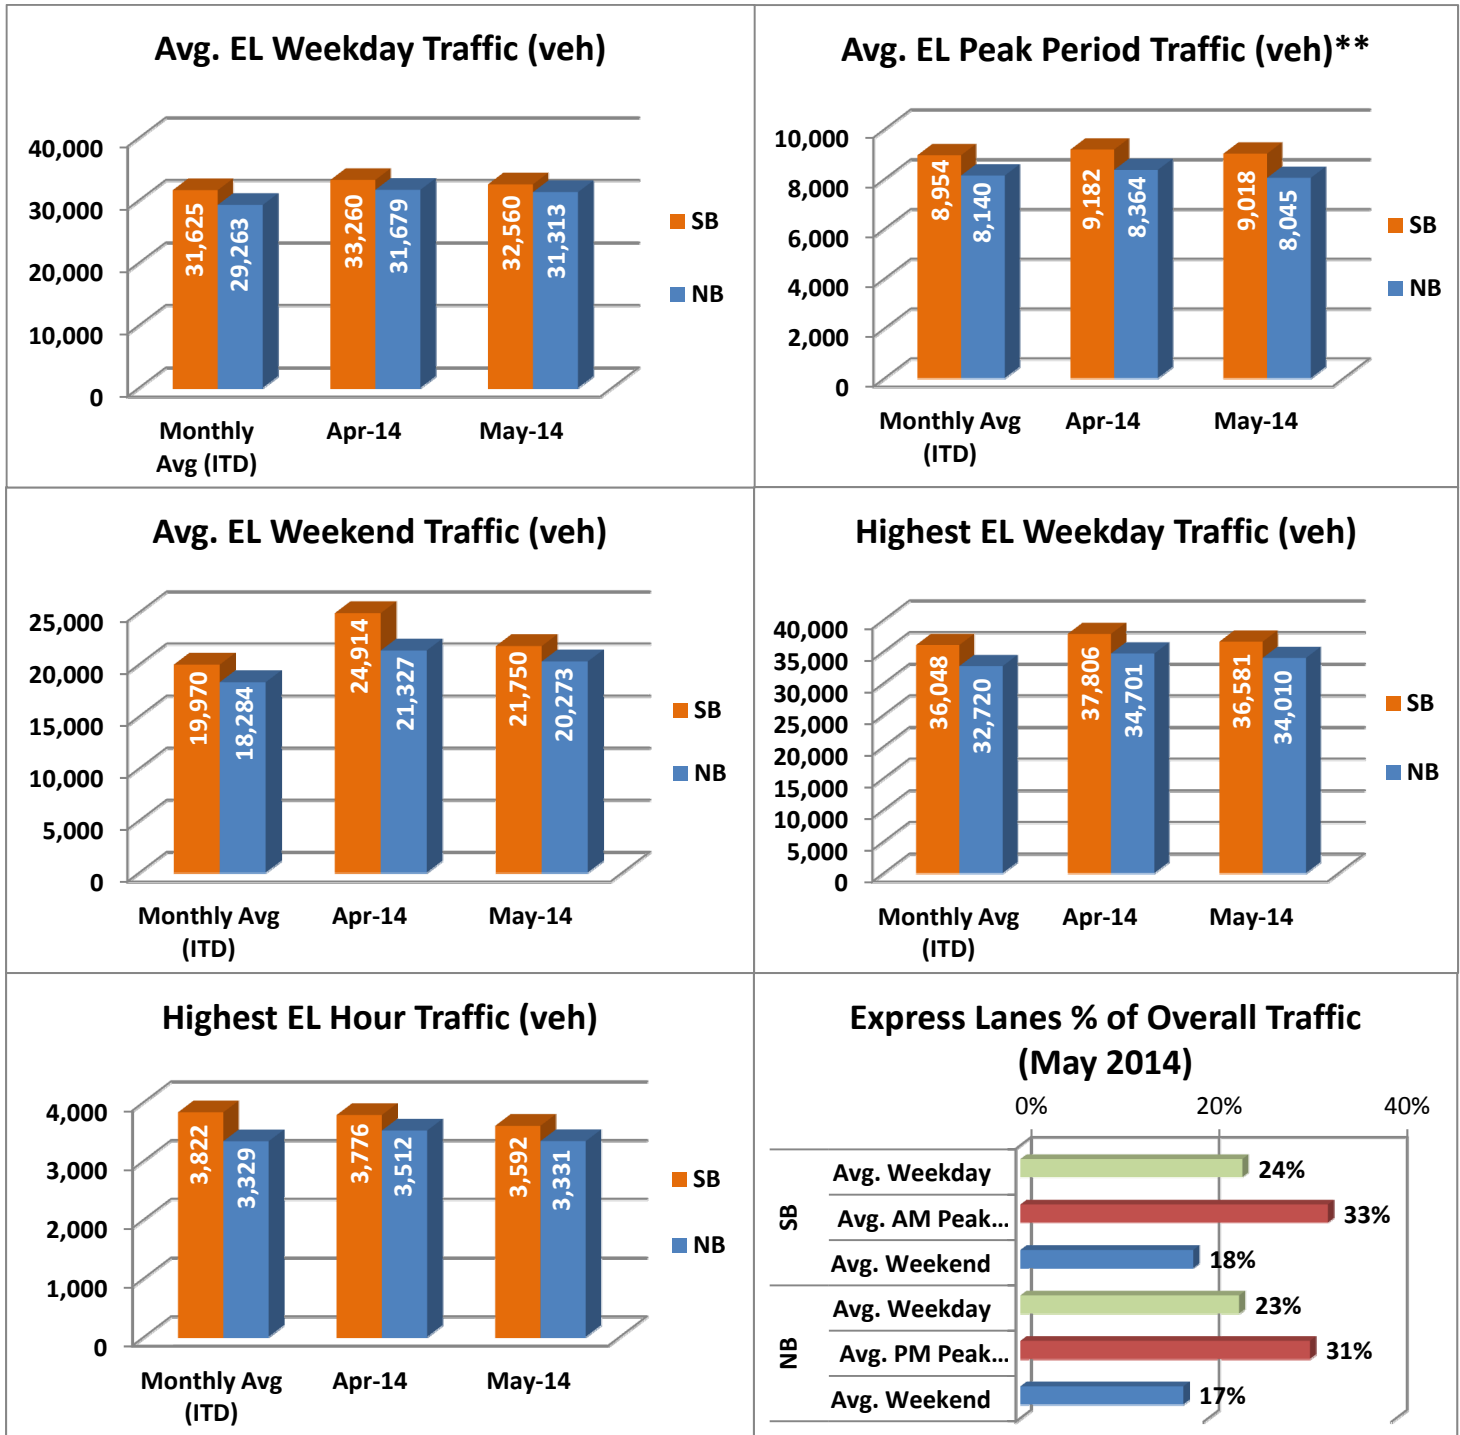 Avg. EL Weekday Traffic (veh)
40,000
30,000
20,000
10,000
0
31,625
29,263
33,260
31,679
32,560
31,313
SB
NB
Monthly
Avg (ITD)
Apr-14
May-14
Avg. EL Peak Period Traffic (veh)**
10,000
8,000
6,000
4,000
2,000
0
8,954
8,140
9,182
8,364
9,018
8,045
SB
NB
Monthly Avg
(ITD)
Apr-14
May-14
Avg. EL Weekend Traffic (veh)
25,000
20,000
15,000
10,000
5,000
0
19,970
18,284
24,914
21,327
21,750
20,273
SB
NB
Monthly Avg
(ITD)
Apr-14
May-14
Highest EL Weekday Traffic (veh)
40,000
35,000
30,000
25,000
20,000
15,000
10,000
5,000
0
36,048
32,720
37,806
34,701
36,581
34,010
SB
NB
Monthly Avg
(ITD)
Apr-14
May-14
Highest EL Hour Traffic (veh)
4,000
3,000
2,000
1,000
0
3,822
3,329
3,776
3,512
3,592
3,331
SB
NB
Monthly Avg
(ITD)
Apr-14
May-14
Express Lanes % of Overall Traffic
(May 2014)
0% 20% 40%
SB
Avg. Weekday 24%
Avg. AM Peak... 33%
Avg. Weekend 18%
NB
Avg. Weekday 23%
Avg. PM Peak... 31%
Avg. Weekend 17%